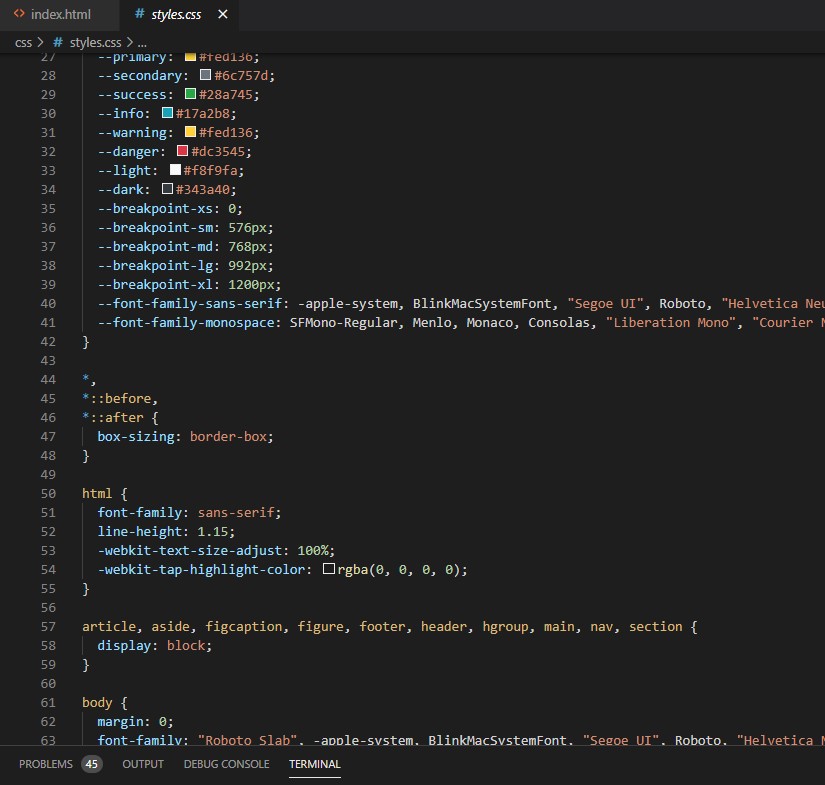 index.html
# styles.css
css > # styles.css > ...
27 --primary: #fed136;
28 --secondary: #6c757d;
29 --success: #28a745;
30 --info: #17a2b8;
31 --warning: #fed136;
32 --danger: #dc3545;
33 --light: #f8f9fa;
34 --dark: #343a40;
35 --breakpoint-xs: 0;
36 --breakpoint-sm: 576px;
37 --breakpoint-md: 768px;
38 --breakpoint-lg: 992px;
39 --breakpoint-xl: 1200px;
40 --font-family-sans-serif: -apple-system, BlinkMacSystemFont, "Segoe UI", Roboto, "Helvetica Neu
41 --font-family-monospace: SFMono-Regular, Menlo, Monaco, Consolas, "Liberation Mono", "Courier N
42 }
43
44 *,
45 *::before,
46 *::after {
47 box-sizing: border-box;
48 }
49
50 html {
51 font-family: sans-serif;
52 line-height: 1.15;
53 -webkit-text-size-adjust: 100%;
54 -webkit-tap-highlight-color: rgba(0, 0, 0, 0);
55 }
56
57 article, aside, figcaption, figure, footer, header, hgroup, main, nav, section {
58 display: block;
59 }
60
61 body {
62 margin: 0;
63 font-family: "Roboto Slab", -apple-system, BlinkMacSystemFont, "Segoe UI", Roboto, "Helvetica N
PROBLEMS 45 OUTPUT DEBUG CONSOLE TERMINAL